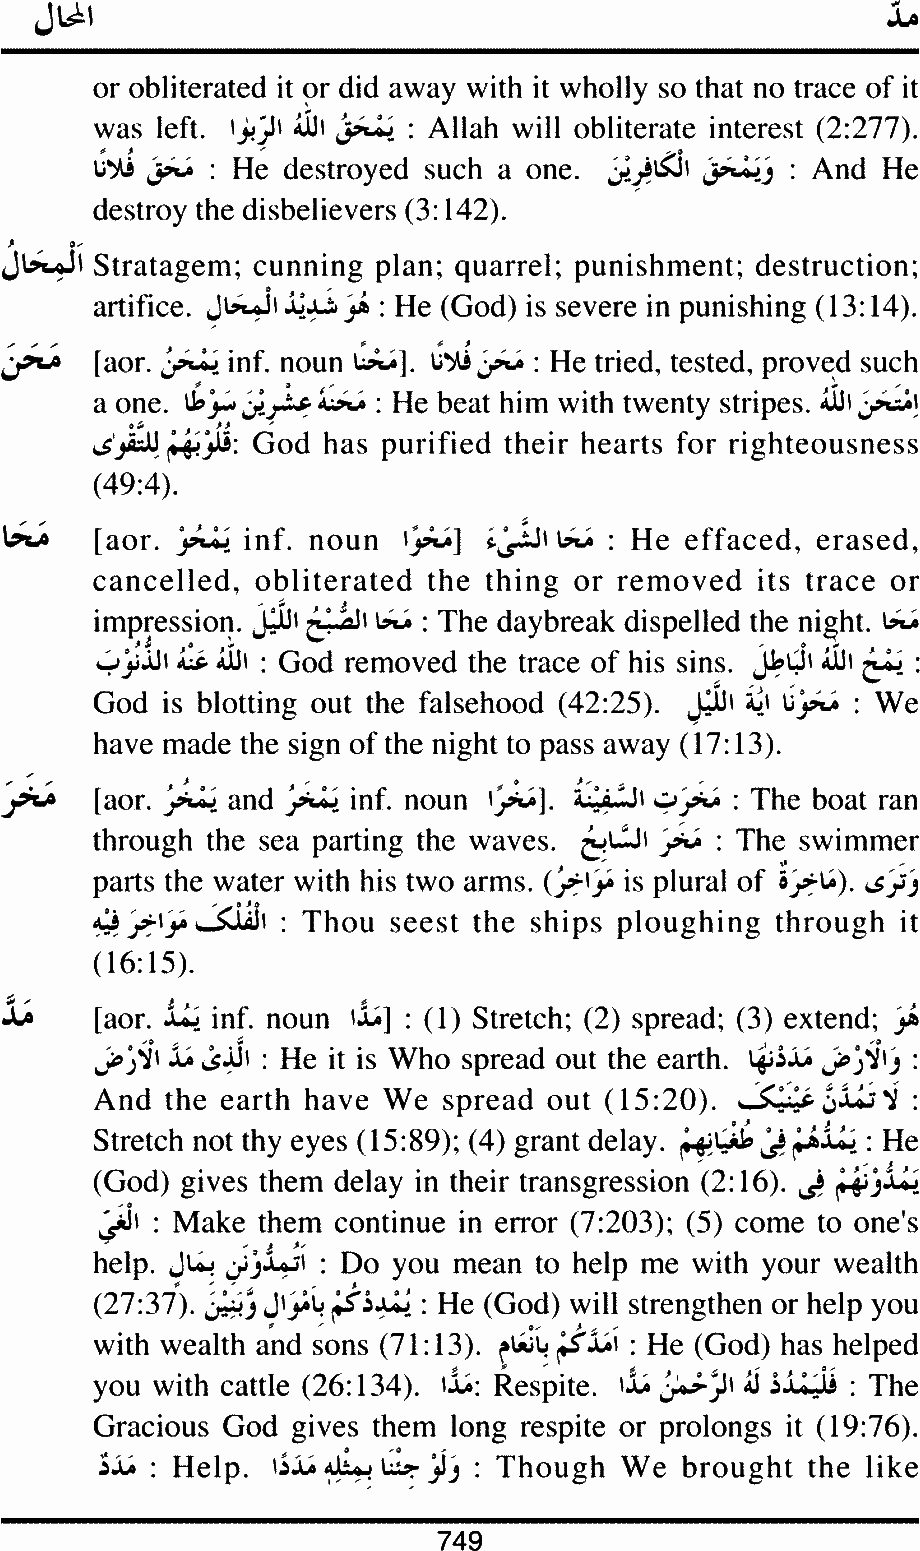 المحال مدّ
or obliterated it or did away with it wholly so that no trace of it
was left. يَمْحَقُ اللّٰهُ الرِّبٰوا : Allah will obliterate interest (2:277).
مَحَقَ فُلَانًا : He destroyed such a one. وَيَمْحَقَ الْكَافِرِيْنَ : And He
destroy the disbelievers (3:142).
اَلْمِحَالُ Stratagem; cunning plan; quarrel; punishment; destruction;
artifice. هُوَ شَدِيْدُ الْمِحَالِ : He (God) is severe in punishing (13:14).
مَحَنَ [aor. يَمْحَنُ inf. noun مَحْنًا]. مَحَنَ فُلَانًا : He tried, tested, proved such
a one. مَحَنَهُ عِشْرِيْنَ سَوْطًا : He beat him with twenty stripes. اِمْتَحَنَ اللّٰهُ
قُلُوْبَهُمْ لِلتَّقْوٰى: God has purified their hearts for righteousness
(49:4).
مَحَا [aor. يَمْحُوْ inf. noun مَحْوًا] مَحَا الشَّيْءَ : He effaced, erased,
cancelled, obliterated the thing or removed its trace or
impression. مَحَا الصُّبْحُ اللَّيْلَ : The daybreak dispelled the night. مَحَا
اللّٰهُ عَنْهُ الذُّنُوْبَ : God removed the trace of his sins. يَمْحُ اللّٰهُ الْبَاطِلَ :
God is blotting out the falsehood (42:25). مَحَوْنَا اٰيَةَ اللَّيْلِ : We
have made the sign of the night to pass away (17:13).
مَخَرَ [aor. يَمْخَرُ and يَمْخُرُ inf. noun مَخْرًا]. مَخَرَتِ السَّفِيْنَةُ : The boat ran
through the sea parting the waves. مَخَرَ السَّابِحُ : The swimmer
parts the water with his two arms. (مَوَاخِرُ is plural of مَاخِرَةٌ). وَتَرَى
الْفُلْكَ مَوَاخِرَ فِيْهِ : Thou seest the ships ploughing through it
(16:15).
مَدَّ [aor. يَمُدُّ inf. noun مَدًّا] : (1) Stretch; (2) spread; (3) extend; هُوَ
الَّذِىْ مَدَّ الْاَرْضَ : He it is Who spread out the earth. وَالْاَرْضَ مَدَدْنٰهَا :
And the earth have We spread out (15:20). لَا تَمُدَّنَّ عَيْنَيْكَ :
Stretch not thy eyes (15:89); (4) grant delay. يَمُدُّهُمْ فِىْ طُغْيَانِهِمْ : He
(God) gives them delay in their transgression (2:16). يَمُدُّوْنَهُمْ فِى
الْغَىِّ : Make them continue in error (7:203); (5) come to one's
help. اَتُمِدُّوْنَنِ بِمَالٍ : Do you mean to help me with your wealth
(27:37). يُمْدِدْكُمْ بِاَمْوَالٍ وَّبَنِيْنَ : He (God) will strengthen or help you
with wealth and sons (71:13). اَمَدَّكُمْ بِاَنْعَامٍ : He (God) has helped
you with cattle (26:134). مَدًّا: Respite. فَلْيَمْدُدْ لَهُ الرَّحْمٰنُ مَدًّا : The
Gracious God gives them long respite or prolongs it (19:76).
مَدَدٌ : Help. وَلَوْ جِئْنَا بِمِثْلِهٖ مَدَدًا : Though We brought the like
749